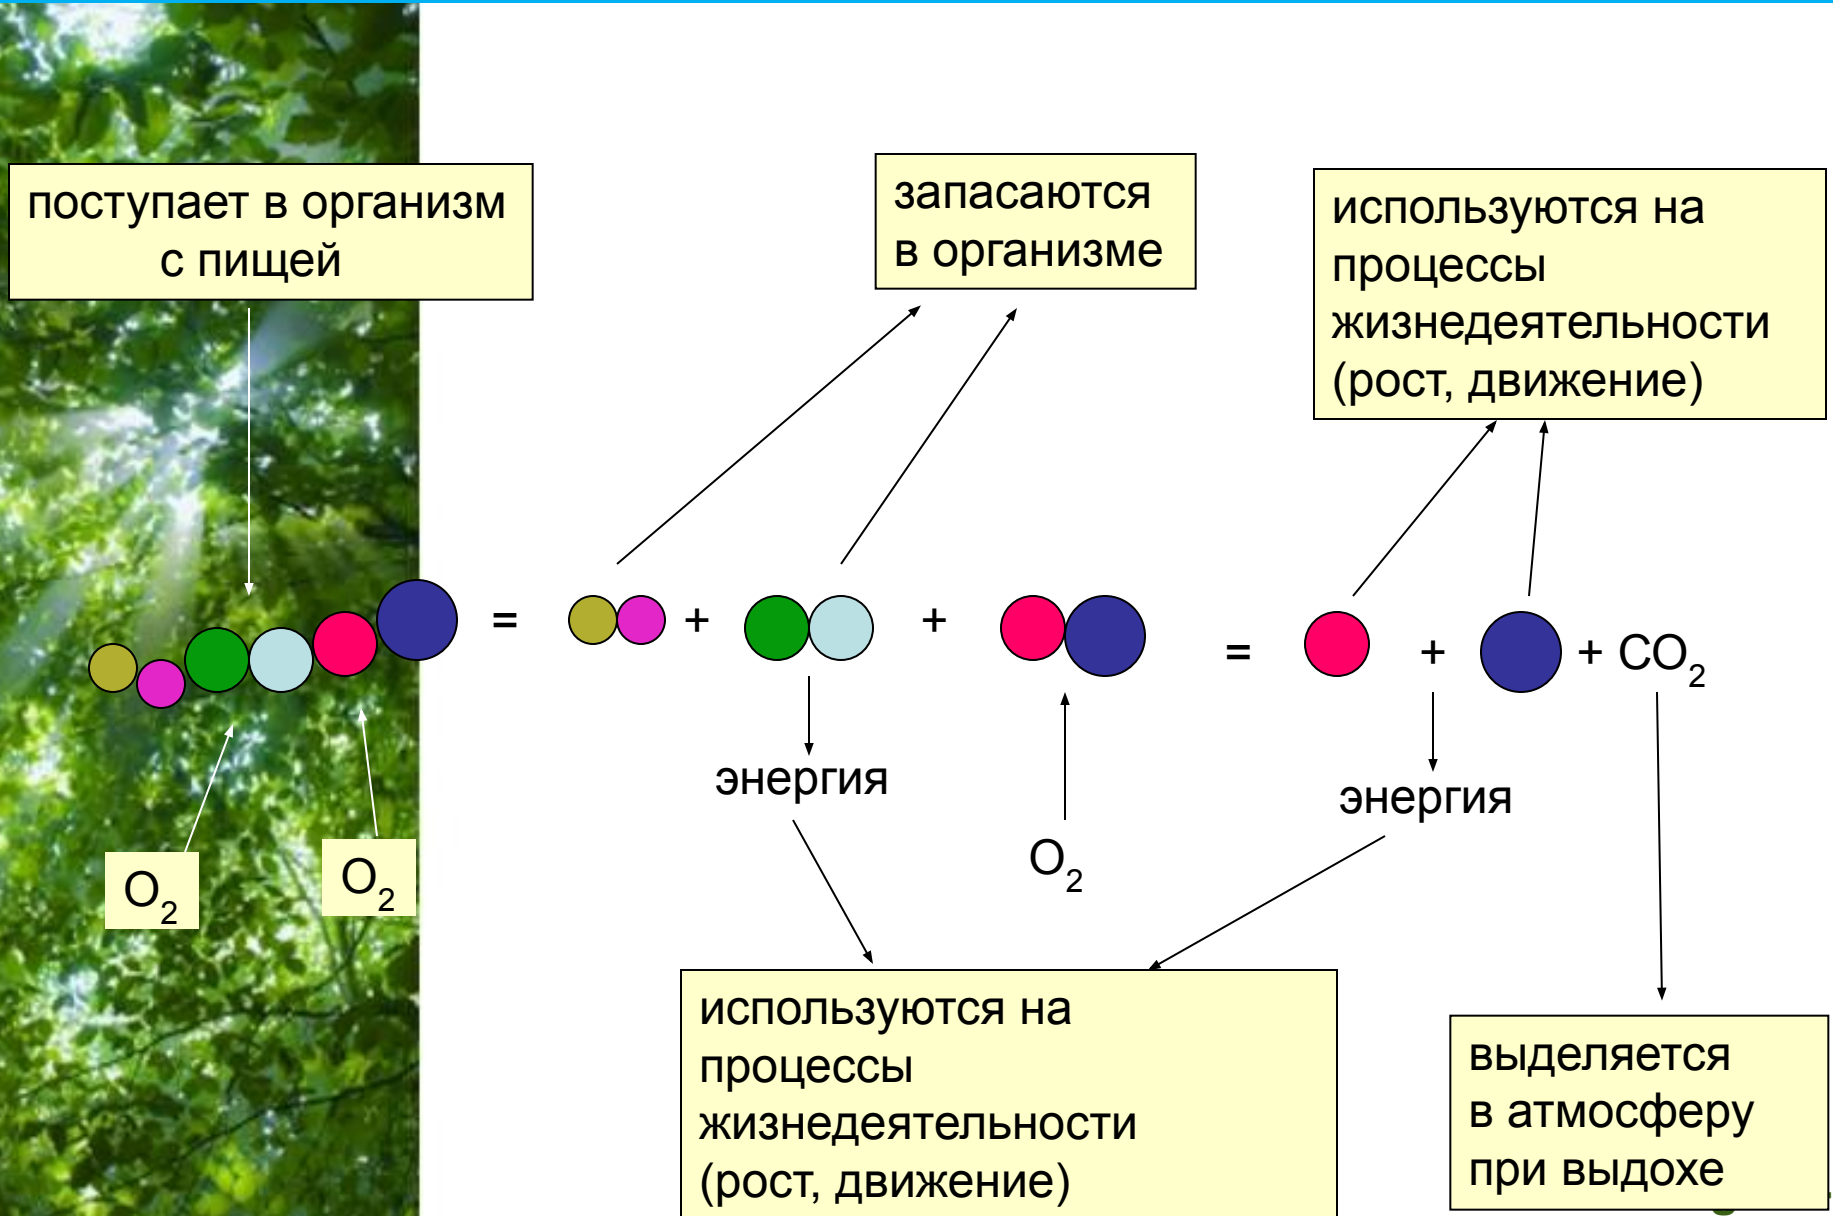 поступает в организм
с пищей
запасаются
в организме
используются на
процессы
жизнедеятельности
(рост, движение)
= + + = + + CO2
энергия
энергия
O2
O2
O2
используются на
процессы
жизнедеятельности
(рост, движение)
выделяется
в атмосферу
при выдохе